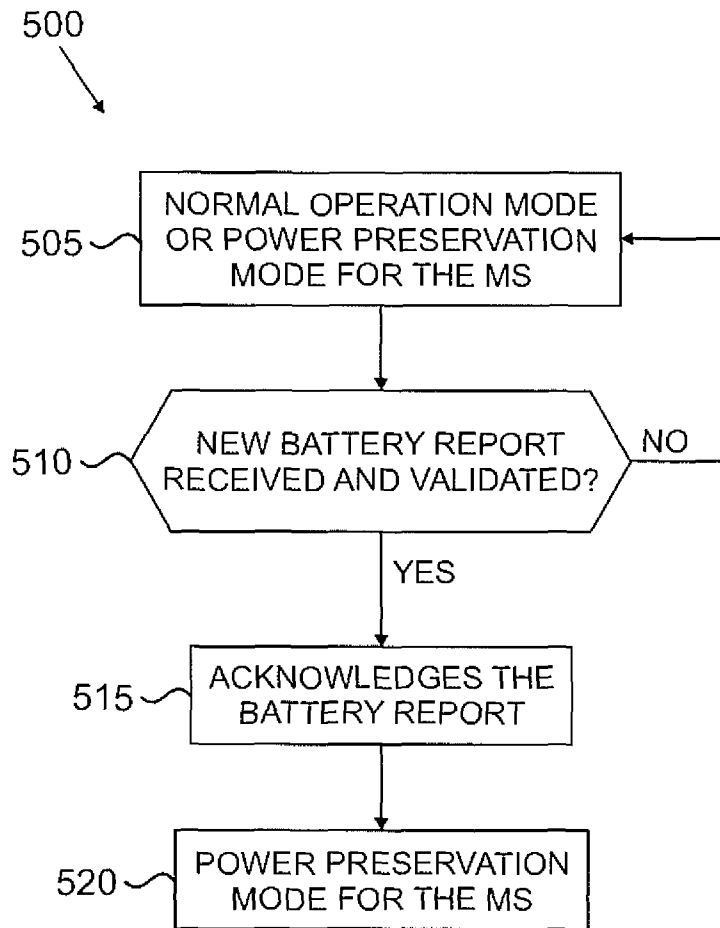 500
505
NORMAL OPERATION MODE
OR POWER PRESERVATION
MODE FOR THE MS
510
NEW BATTERY REPORT
RECEIVED AND VALIDATED?
NO
YES
515
ACKNOWLEDGES THE
BATTERY REPORT
520
POWER PRESERVATION
MODE FOR THE MS